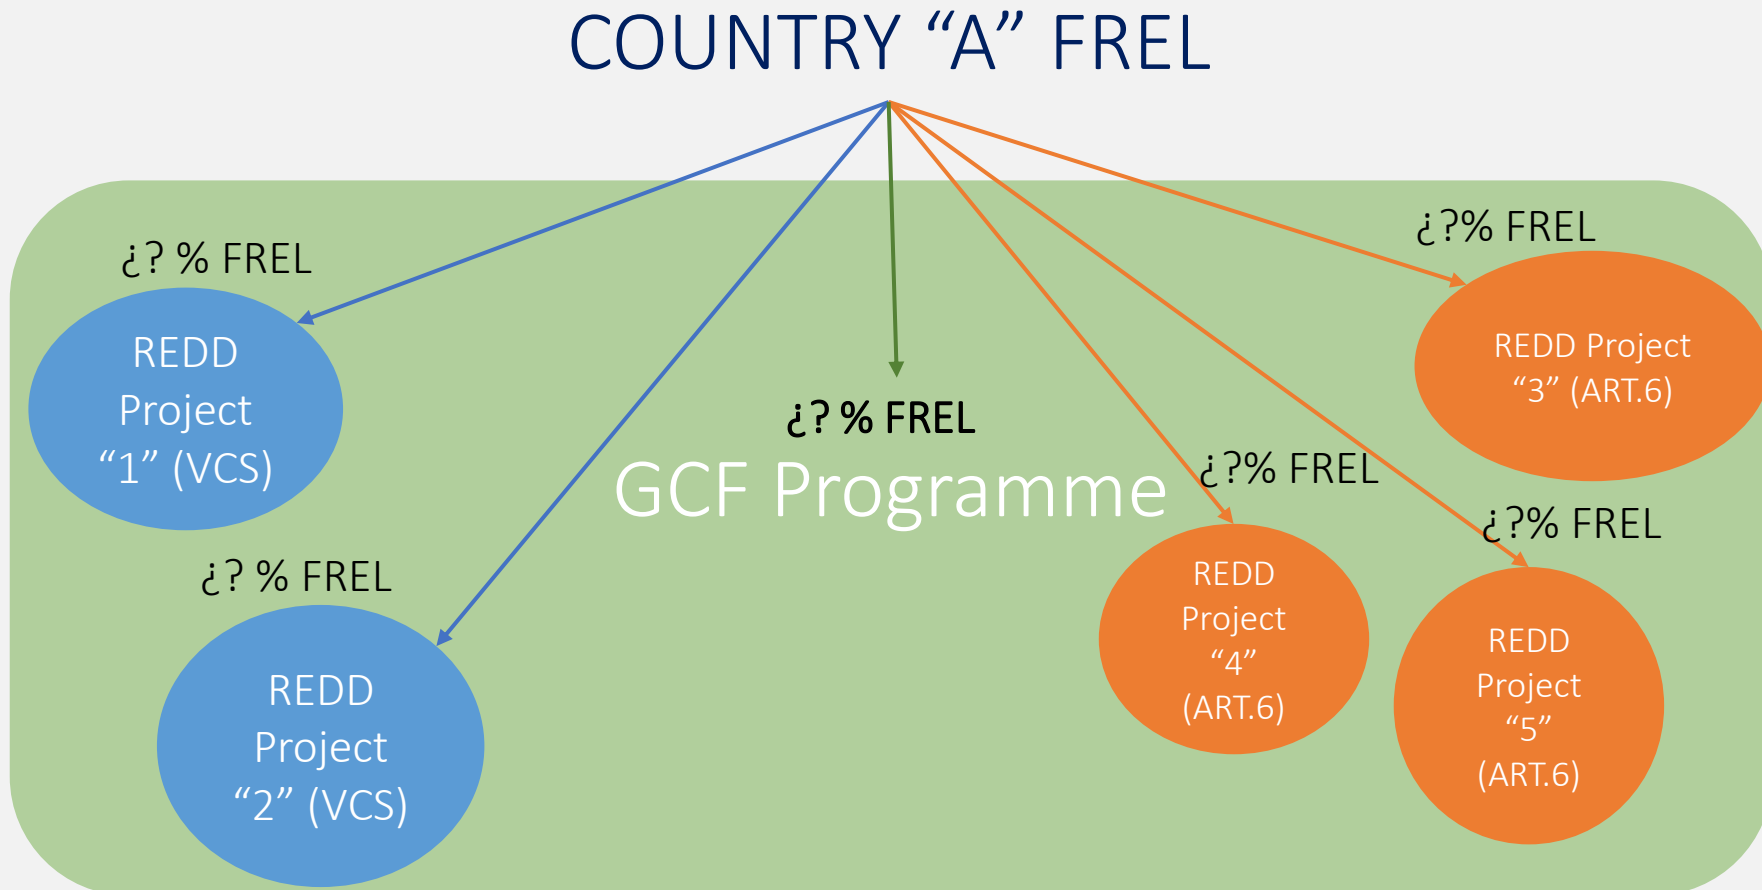 COUNTRY “A” FREL
¿? % FREL
REDD
Project
“1” (VCS)
¿? % FREL
REDD
Project
“2” (VCS)
¿? % FREL
GCF Programme
¿?% FREL
REDD Project
“3” (ART.6)
¿?% FREL
REDD
Project
“4”
(ART.6)
¿?% FREL
REDD
Project
“5”
(ART.6)